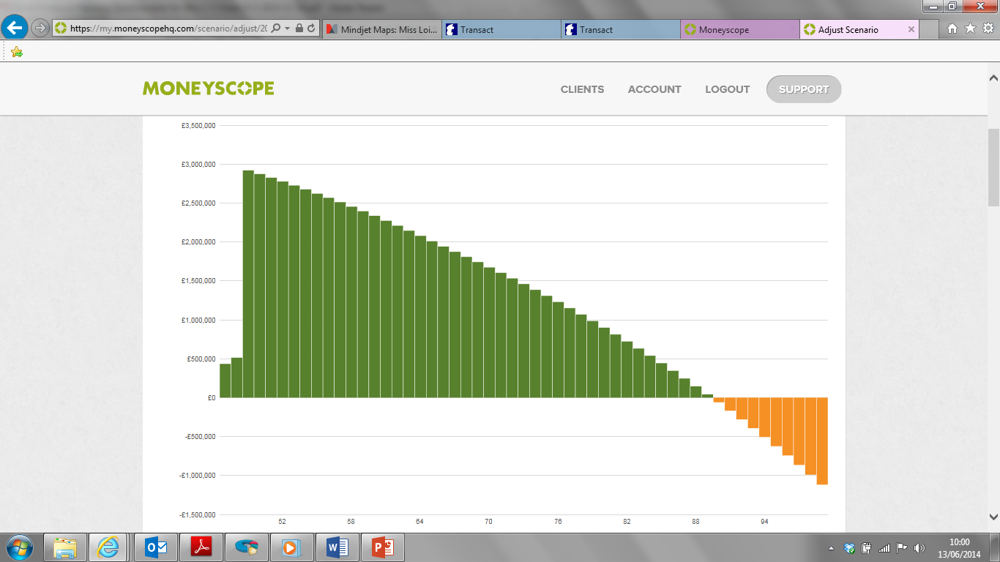 https://my.moneyscopehq.com/scenario/adjust/20
Mindjet Maps: Miss Loi...
Transact
Transact
Moneyscope
Adjust Scenario
MONEYSCOPE
CLIENTS
ACCOUNT
LOGOUT
SUPPORT
£3,500,000
£3,000,000
£2,500,000
£2,000,000
£1,500,000
£1,000,000
£500,000
£0
-£500,000
-£1,000,000
-£1,500,000
52 58 64 70 76 82 88 94
10:00
13/06/2014